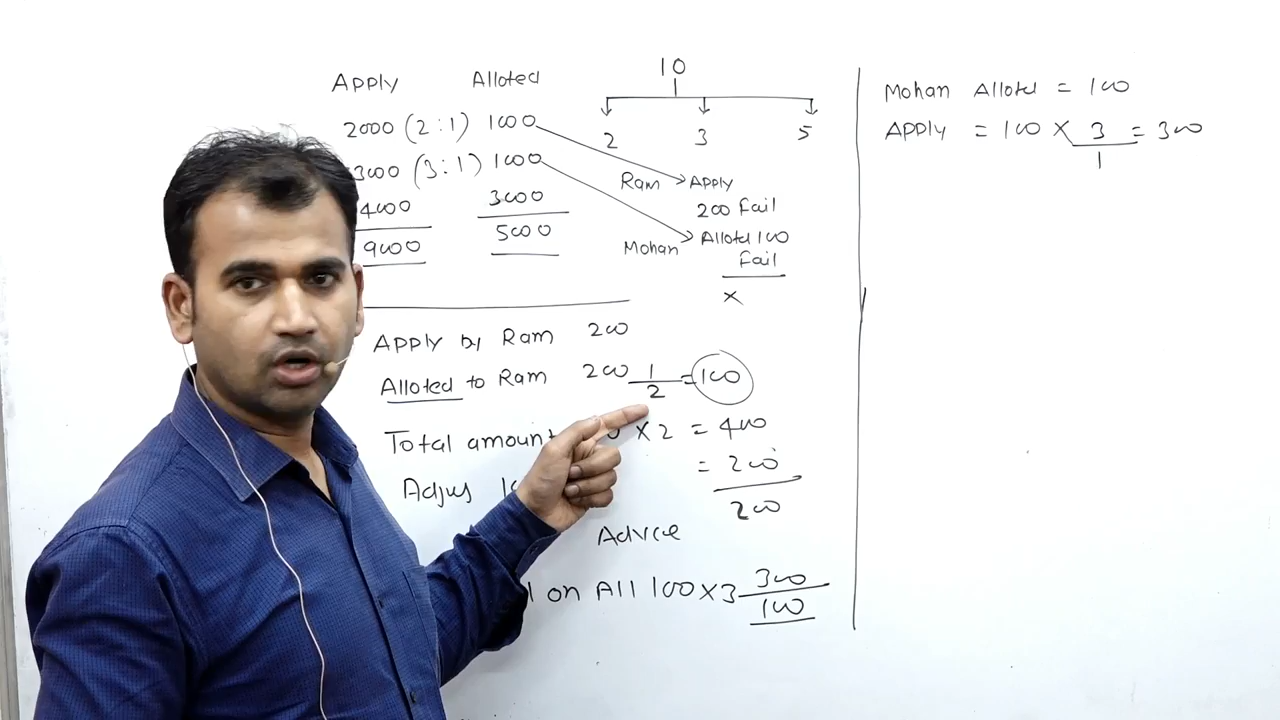 Apply Alloted
2000 (2:1) 1000
3000 (3:1) 1000
4000 3000
9000 5000
10
2 3 5
Ram Apply
200 Fail
Mohan Alloted 100
Fail
×
Apply by Ram 200
Alloted to Ram 200 1/2 = 100
Total amount × 2 = 400
= 200
200
Adjus
Advice
on All 100×3 300
100
Mohan Alloted = 100
Apply = 100 × 3/1 = 300